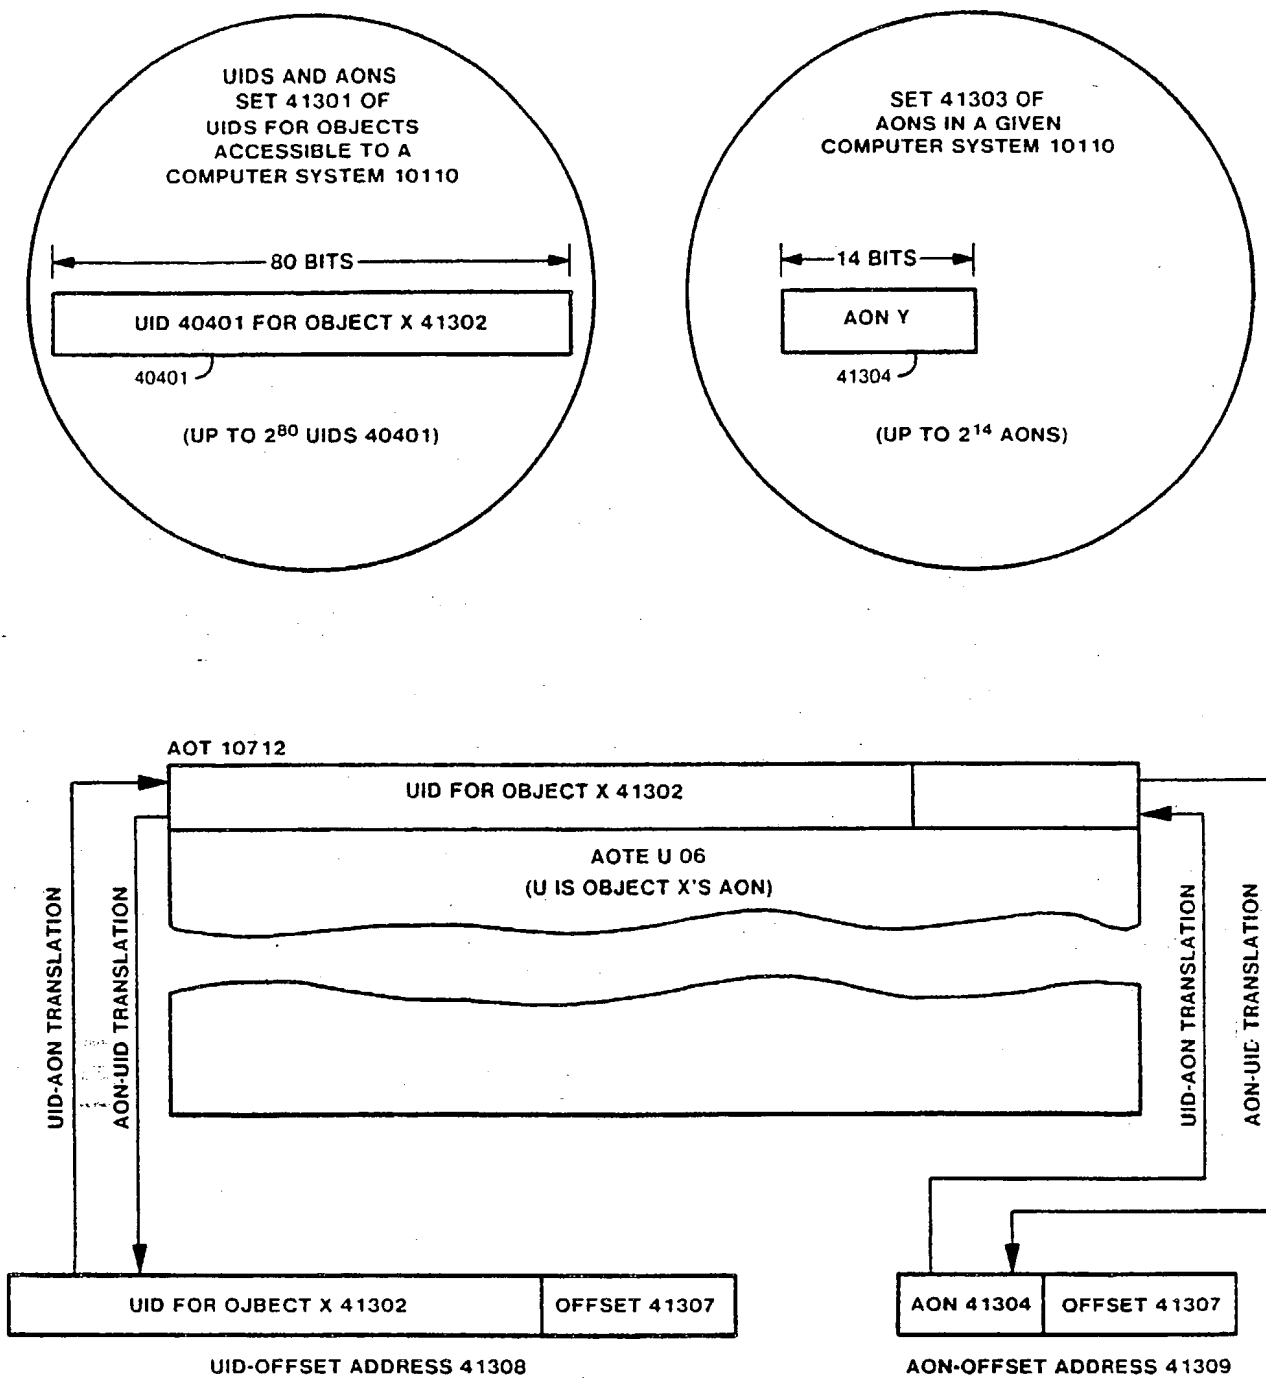 UIDS AND AONS
SET 41301 OF
UIDS FOR OBJECTS
ACCESSIBLE TO A
COMPUTER SYSTEM 10110
80 BITS
UID 40401 FOR OBJECT X 41302
40401
(UP TO 2^80 UIDS 40401)
SET 41303 OF
AONS IN A GIVEN
COMPUTER SYSTEM 10110
14 BITS
AON Y
41304
(UP TO 2^14 AONS)
AOT 10712
UID FOR OBJECT X 41302
AOTE U 06
(U IS OBJECT X'S AON)
UID-AON TRANSLATION
AON-UID TRANSLATION
UID-AON TRANSLATION
AON-UID TRANSLATION
UID FOR OJBECT X 41302
OFFSET 41307
UID-OFFSET ADDRESS 41308
AON 41304
OFFSET 41307
AON-OFFSET ADDRESS 41309